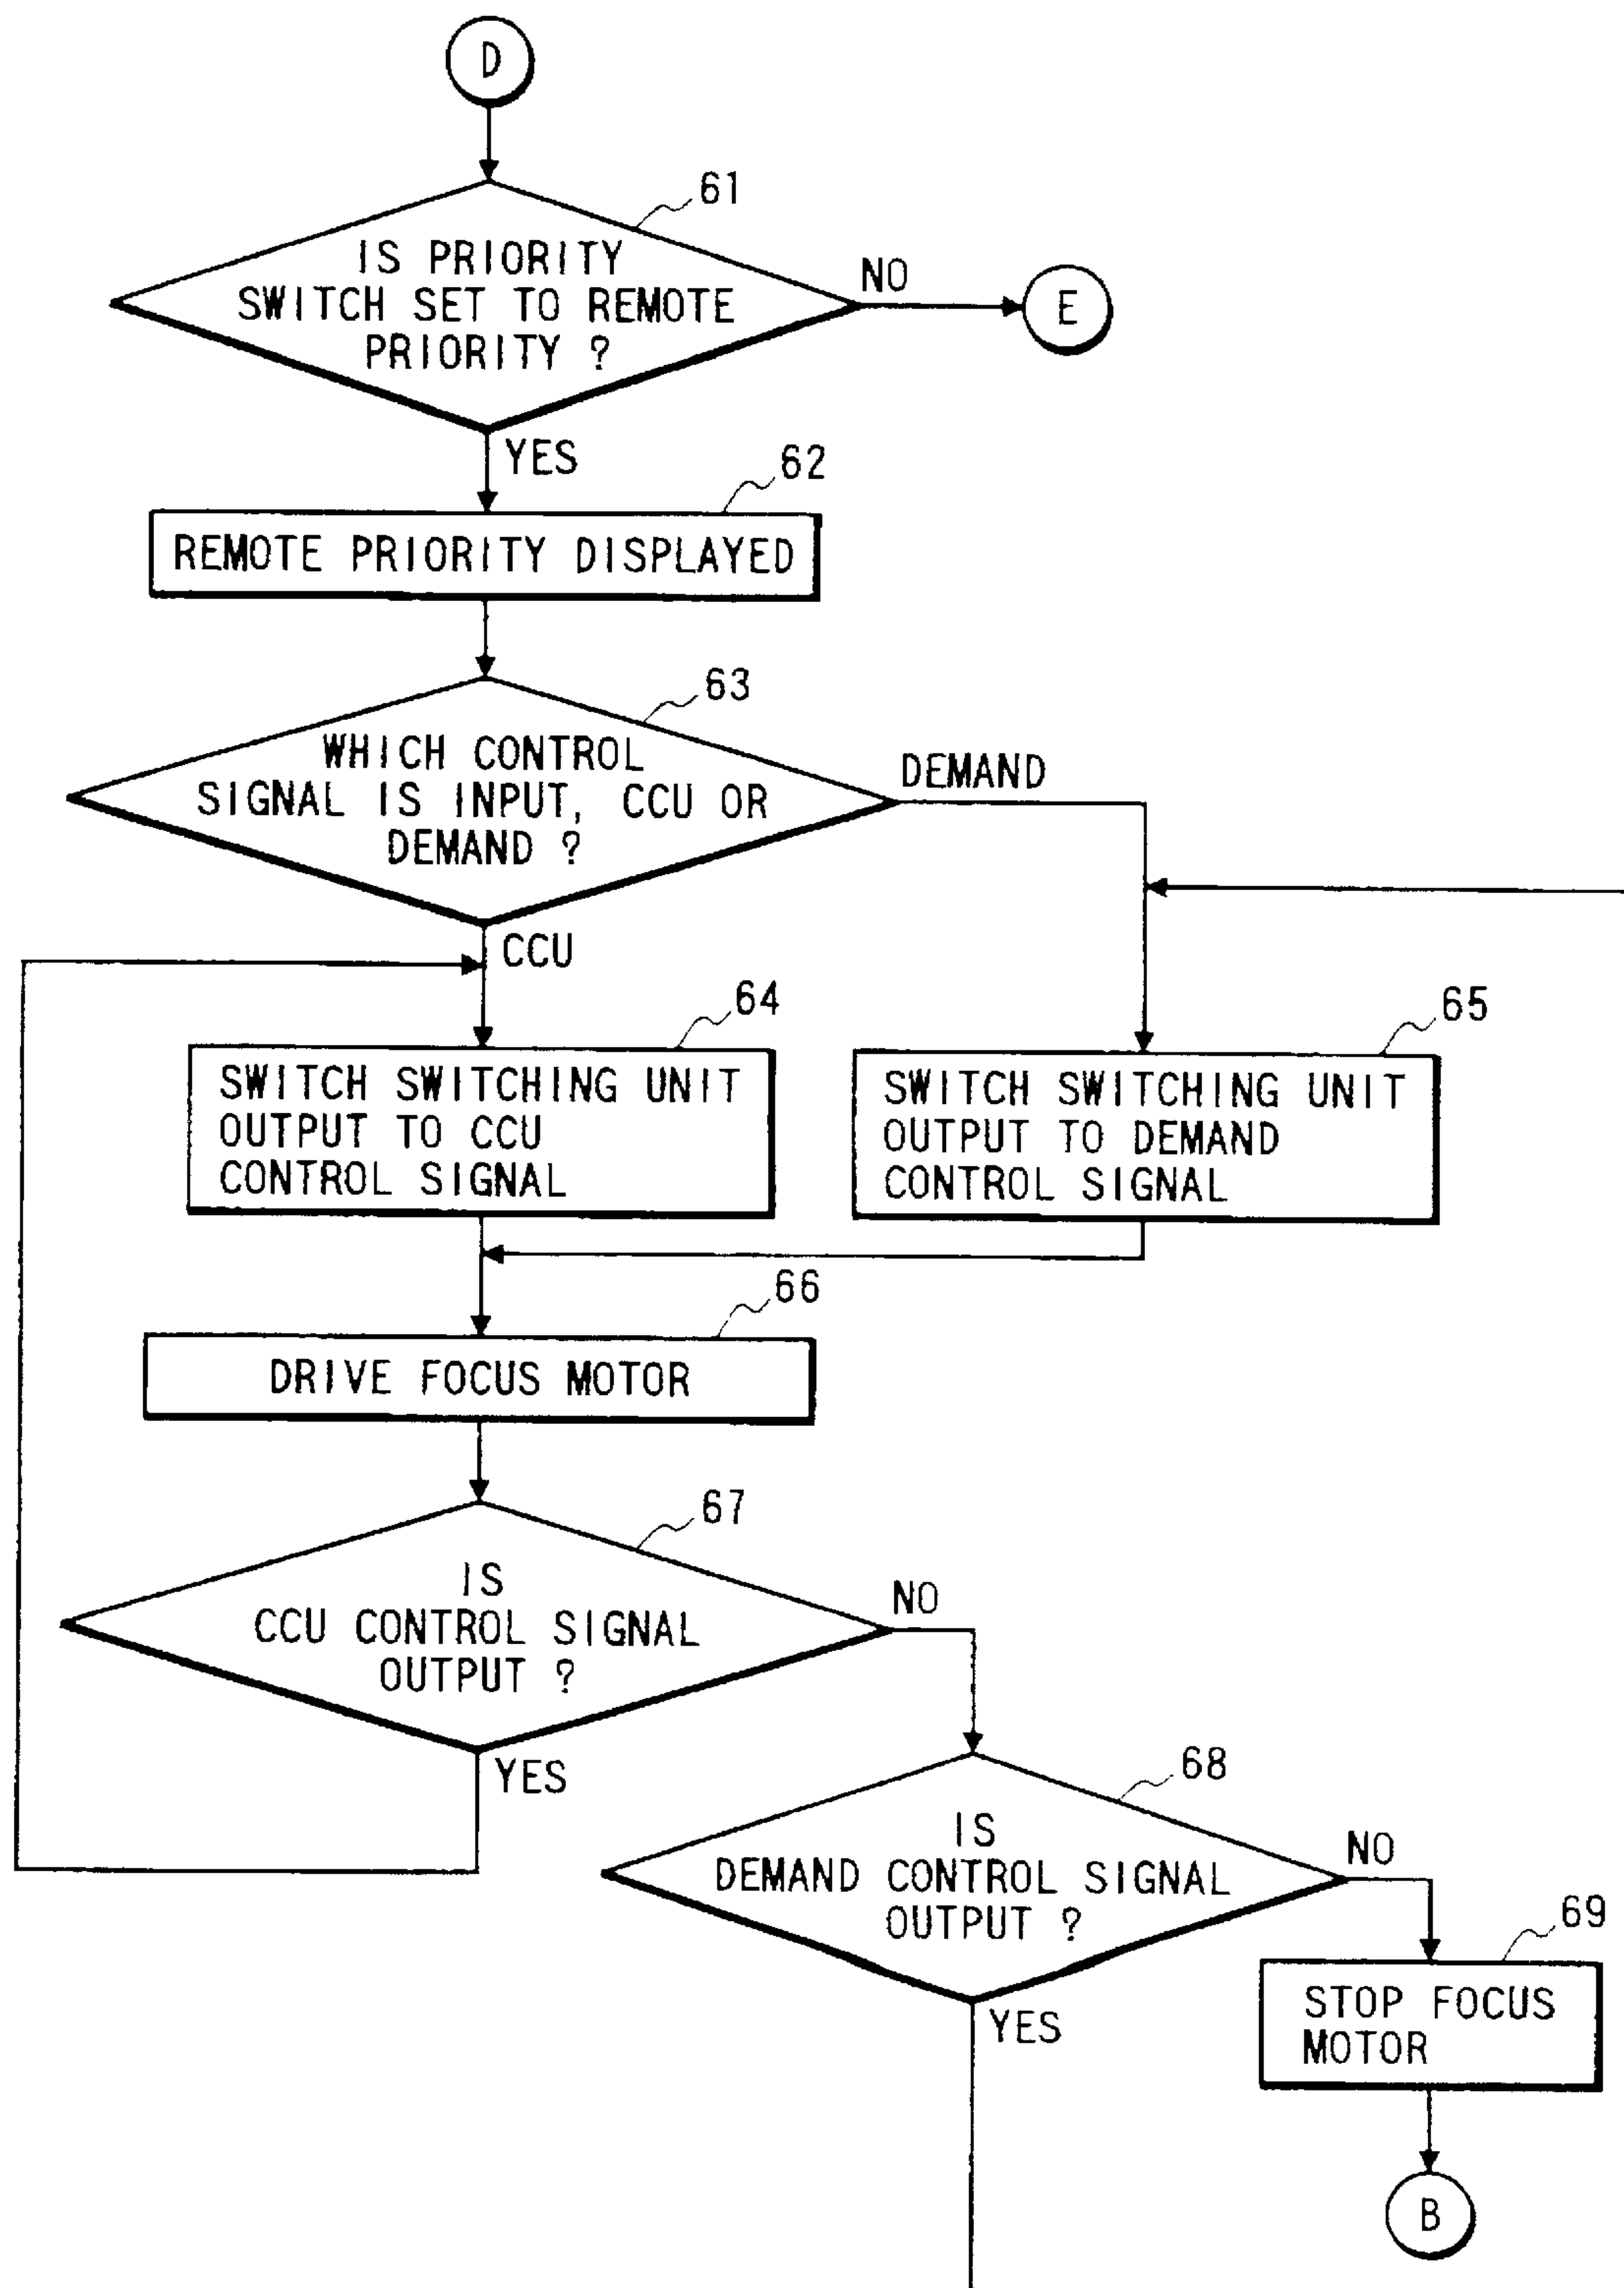 D
61
IS PRIORITY
SWITCH SET TO REMOTE
PRIORITY ?
NO
E
YES
62
REMOTE PRIORITY DISPLAYED
63
WHICH CONTROL
SIGNAL IS INPUT, CCU OR
DEMAND ?
DEMAND
CCU
64
SWITCH SWITCHING UNIT
OUTPUT TO CCU
CONTROL SIGNAL
65
SWITCH SWITCHING UNIT
OUTPUT TO DEMAND
CONTROL SIGNAL
66
DRIVE FOCUS MOTOR
67
IS
CCU CONTROL SIGNAL
OUTPUT ?
NO
YES
68
IS
DEMAND CONTROL SIGNAL
OUTPUT ?
NO
YES
69
STOP FOCUS
MOTOR
B